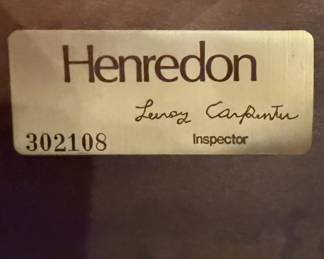 Henredon
Leroy Carpenter
302108
Inspector